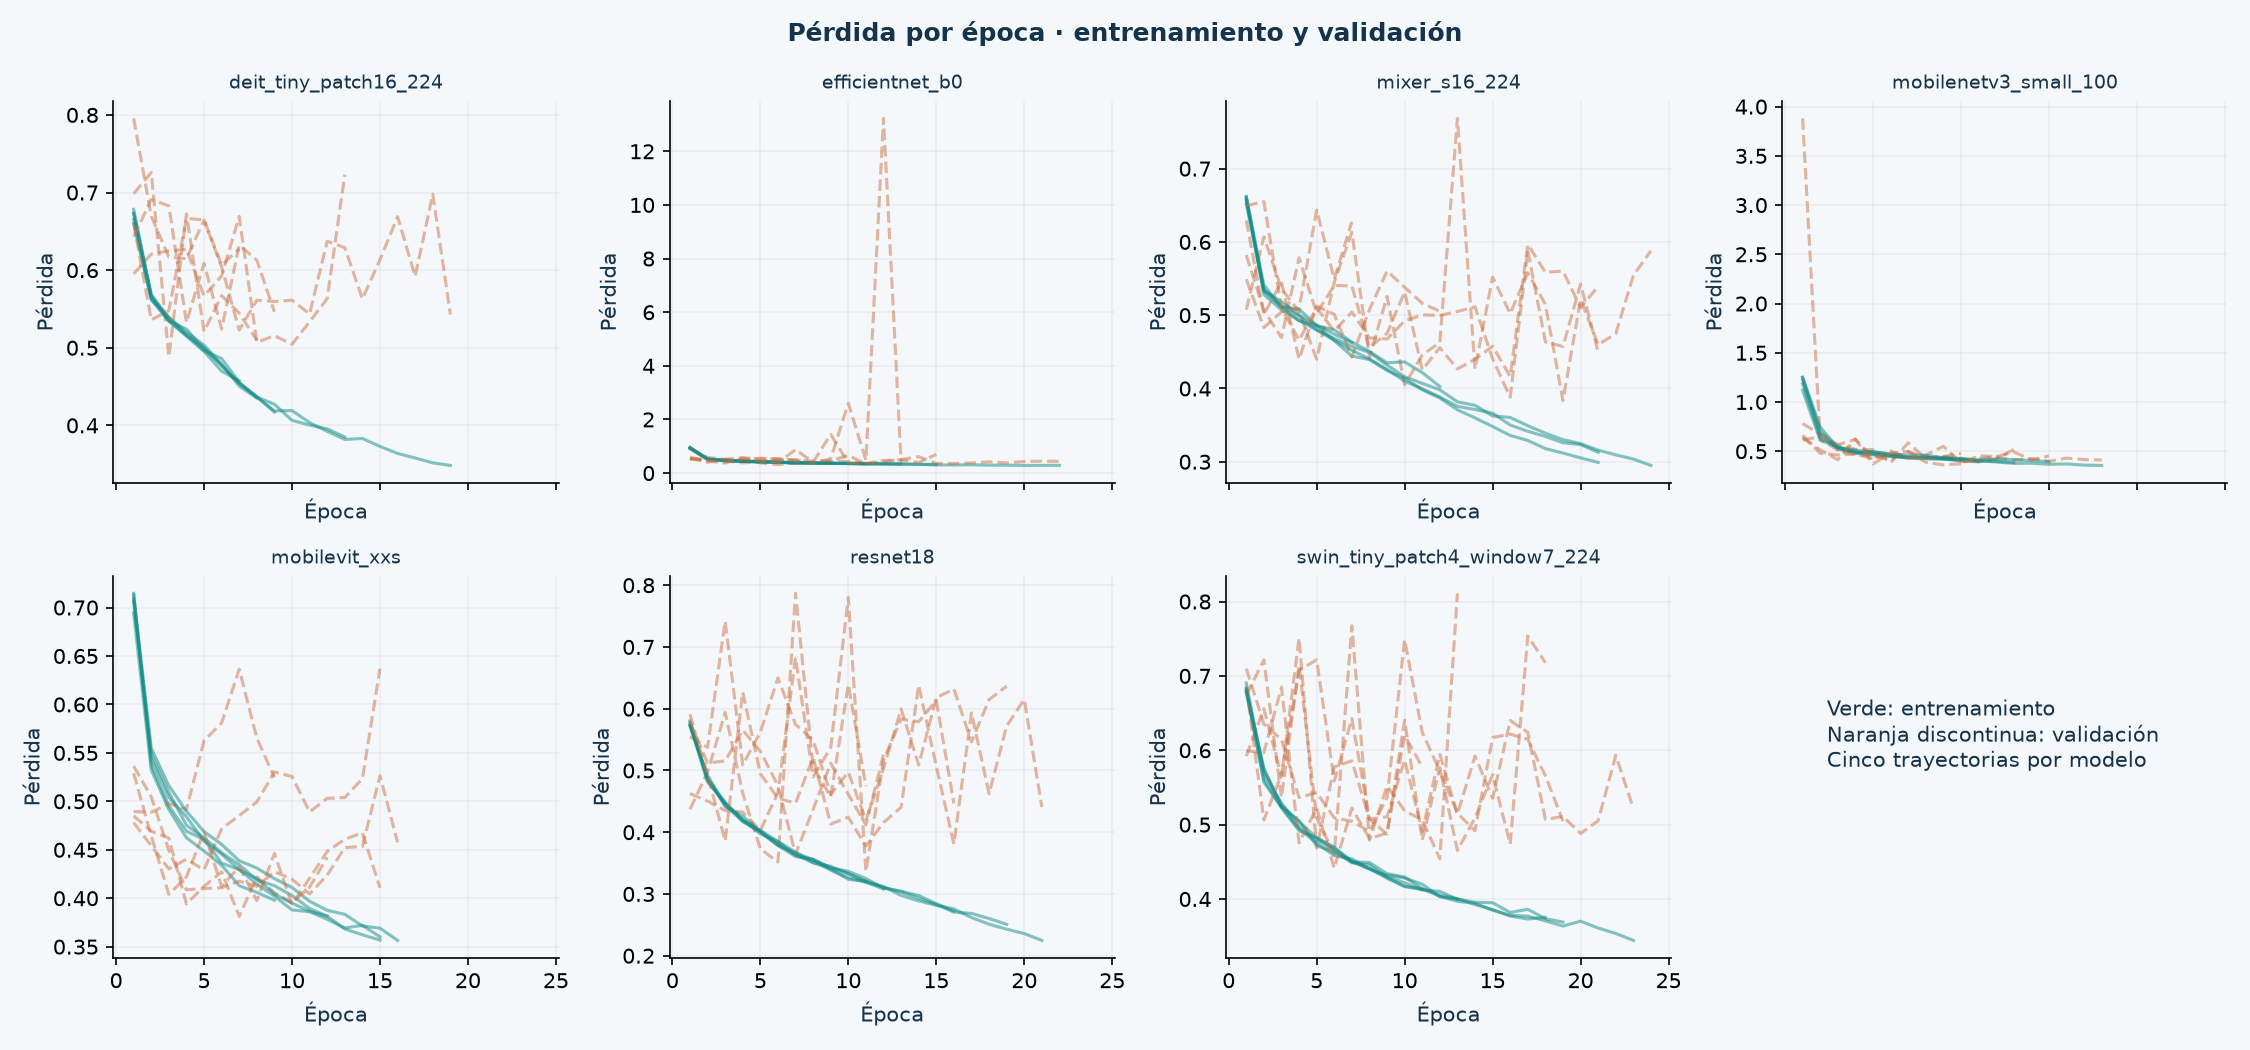 Pérdida por época · entrenamiento y validación
deit_tiny_patch16_224
efficientnet_b0
mixer_s16_224
mobilenetv3_small_100
Pérdida
0.8
0.7
0.6
0.5
0.4
Época
Pérdida
12
10
8
6
4
2
0
Época
Pérdida
0.7
0.6
0.5
0.4
0.3
Época
Pérdida
4.0
3.5
3.0
2.5
2.0
1.5
1.0
0.5
Época
mobilevit_xxs
resnet18
swin_tiny_patch4_window7_224
Pérdida
0.70
0.65
0.60
0.55
0.50
0.45
0.40
0.35
0 5 10 15 20 25
Época
Pérdida
0.8
0.7
0.6
0.5
0.4
0.3
0.2
0 5 10 15 20 25
Época
Pérdida
0.8
0.7
0.6
0.5
0.4
0 5 10 15 20 25
Época
Verde: entrenamiento
Naranja discontinua: validación
Cinco trayectorias por modelo